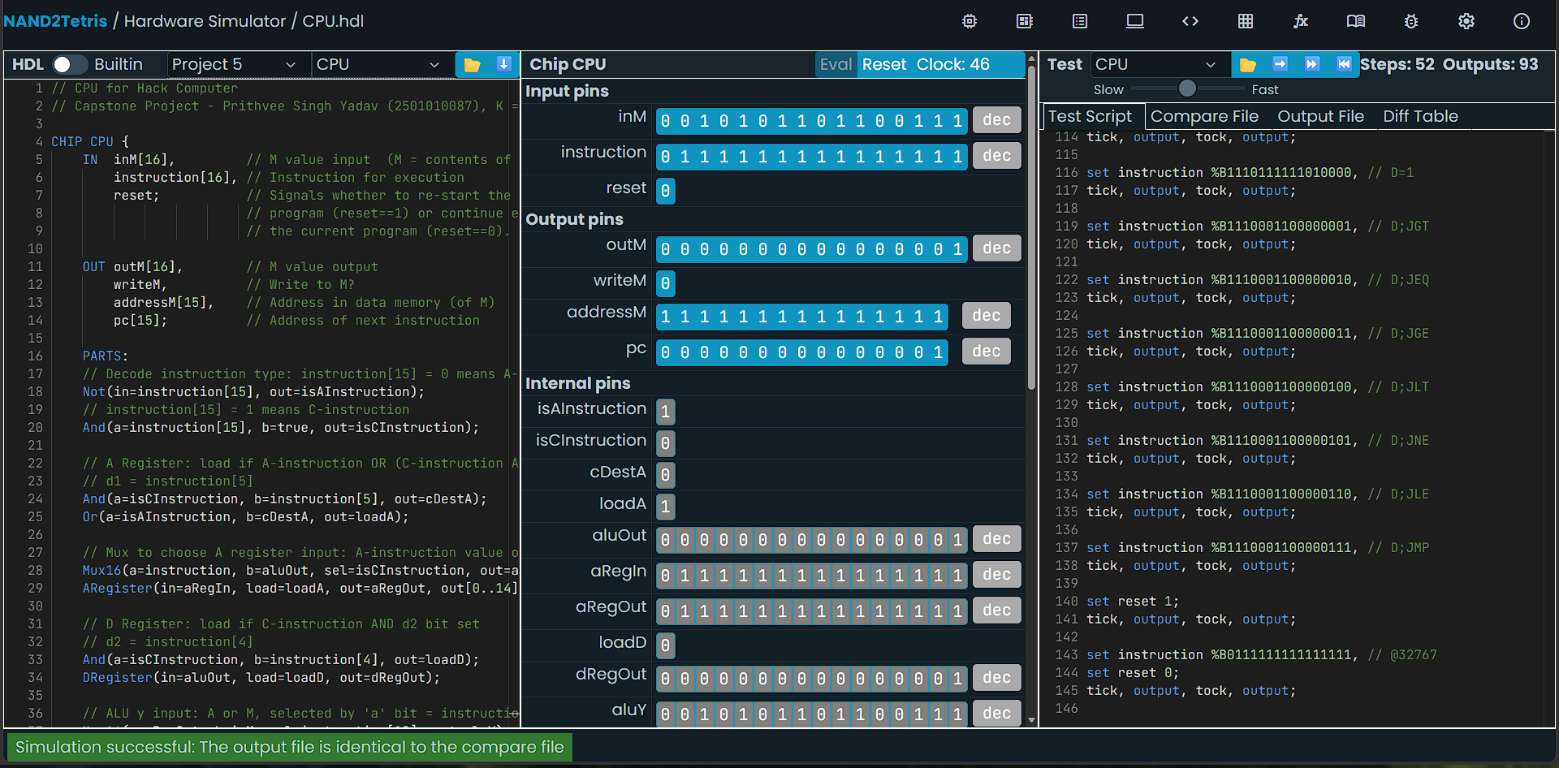 NAND2Tetris / Hardware Simulator / CPU.hdl
HDL Builtin Project 5 CPU
1 // CPU for Hack Computer
2 // Capstone Project - Prithvee Singh Yadav (2501010087), K =
3
4 CHIP CPU {
5 IN inM[16], // M value input (M = contents of
6 instruction[16], // Instruction for execution
7 reset; // Signals whether to re-start the
8 // program (reset==1) or continue e
9 // the current program (reset==0).
10
11 OUT outM[16], // M value output
12 writeM, // Write to M?
13 addressM[15], // Address in data memory (of M)
14 pc[15]; // Address of next instruction
15
16 PARTS:
17 // Decode instruction type: instruction[15] = 0 means A-
18 Not(in=instruction[15], out=isAInstruction);
19 // instruction[15] = 1 means C-instruction
20 And(a=instruction[15], b=true, out=isCInstruction);
21
22 // A Register: load if A-instruction OR (C-instruction A
23 // d1 = instruction[5]
24 And(a=isCInstruction, b=instruction[5], out=cDestA);
25 Or(a=isAInstruction, b=cDestA, out=loadA);
26
27 // Mux to choose A register input: A-instruction value o
28 Mux16(a=instruction, b=aluOut, sel=isCInstruction, out=a
29 ARegister(in=aRegIn, load=loadA, out=aRegOut, out[0..14]
30
31 // D Register: load if C-instruction AND d2 bit set
32 // d2 = instruction[4]
33 And(a=isCInstruction, b=instruction[4], out=loadD);
34 DRegister(in=aluOut, load=loadD, out=dRegOut);
35
36 // ALU y input: A or M, selected by 'a' bit = instructio
Chip CPU Eval Reset Clock: 46
Input pins
inM 0 0 1 0 1 0 1 1 0 1 1 0 0 1 1 1 dec
instruction 0 1 1 1 1 1 1 1 1 1 1 1 1 1 1 1 dec
reset 0
Output pins
outM 0 0 0 0 0 0 0 0 0 0 0 0 0 0 0 1 dec
writeM 0
addressM 1 1 1 1 1 1 1 1 1 1 1 1 1 1 1 dec
pc 0 0 0 0 0 0 0 0 0 0 0 0 0 0 1 dec
Internal pins
isAInstruction 1
isCInstruction 0
cDestA 0
loadA 1
aluOut 0 0 0 0 0 0 0 0 0 0 0 0 0 0 0 1 dec
aRegIn 0 1 1 1 1 1 1 1 1 1 1 1 1 1 1 1 dec
aRegOut 0 1 1 1 1 1 1 1 1 1 1 1 1 1 1 1 dec
loadD 0
dRegOut 0 0 0 0 0 0 0 0 0 0 0 0 0 0 0 1 dec
aluY 0 0 1 0 1 0 1 1 0 1 1 0 0 1 1 1 dec
Test CPU Steps: 52 Outputs: 93
Slow Fast
Test Script Compare File Output File Diff Table
114 tick, output, tock, output;
115
116 set instruction %B1110111111010000, // D=1
117 tick, output, tock, output;
118
119 set instruction %B1110001100000001, // D;JGT
120 tick, output, tock, output;
121
122 set instruction %B1110001100000010, // D;JEQ
123 tick, output, tock, output;
124
125 set instruction %B1110001100000011, // D;JGE
126 tick, output, tock, output;
127
128 set instruction %B1110001100000100, // D;JLT
129 tick, output, tock, output;
130
131 set instruction %B1110001100000101, // D;JNE
132 tick, output, tock, output;
133
134 set instruction %B1110001100000110, // D;JLE
135 tick, output, tock, output;
136
137 set instruction %B1110001100000111, // D;JMP
138 tick, output, tock, output;
139
140 set reset 1;
141 tick, output, tock, output;
142
143 set instruction %B0111111111111111, // @32767
144 set reset 0;
145 tick, output, tock, output;
146
Simulation successful: The output file is identical to the compare file